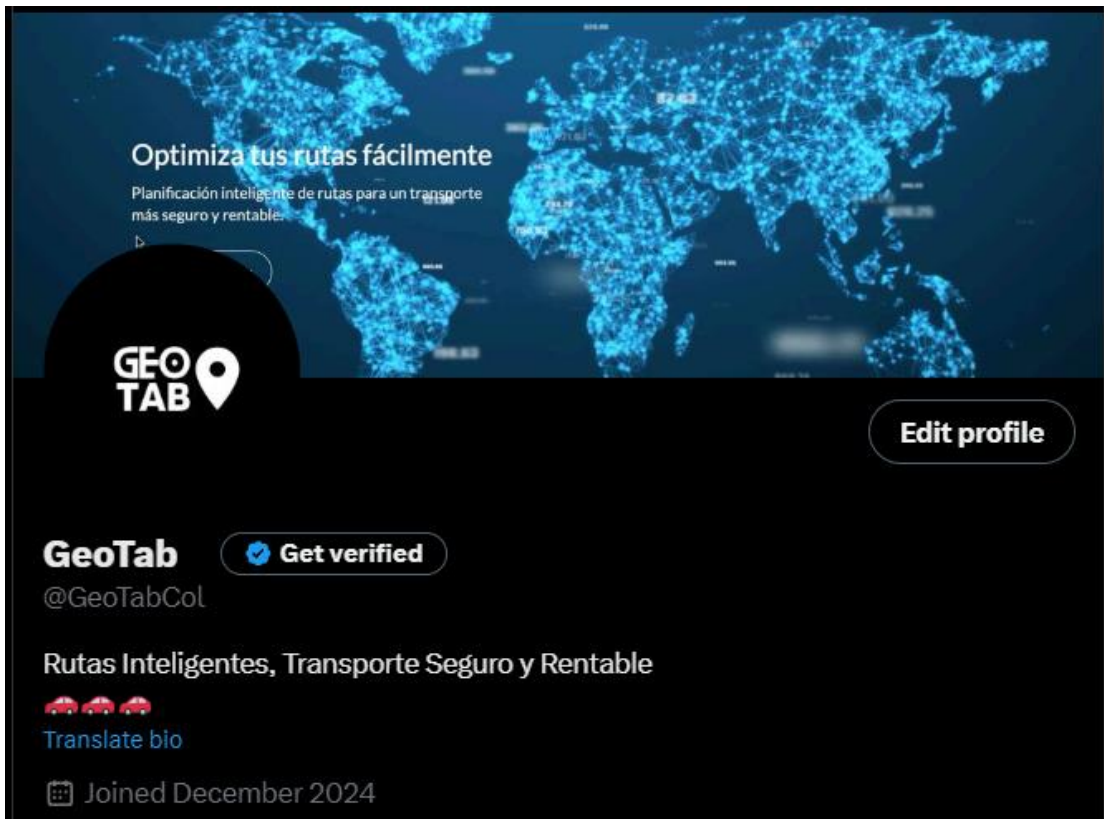 Optimiza tus rutas fácilmente
Planificación inteligente de rutas para un transporte
más seguro y rentable.
GEO
TAB
Edit profile
GeoTab
Get verified
@GeoTabCol
Rutas Inteligentes, Transporte Seguro y Rentable
Translate bio
Joined December 2024